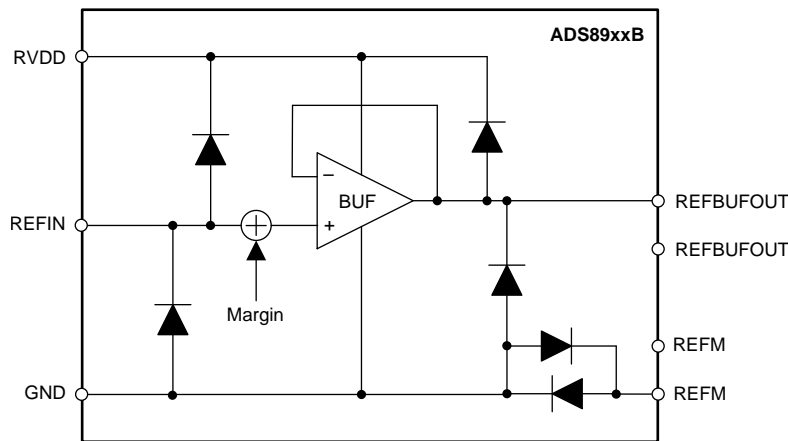 ADS89xxB
RVDD
−
BUF
+
REFIN
REFBUFOUT
REFBUFOUT
Margin
REFM
GND
REFM